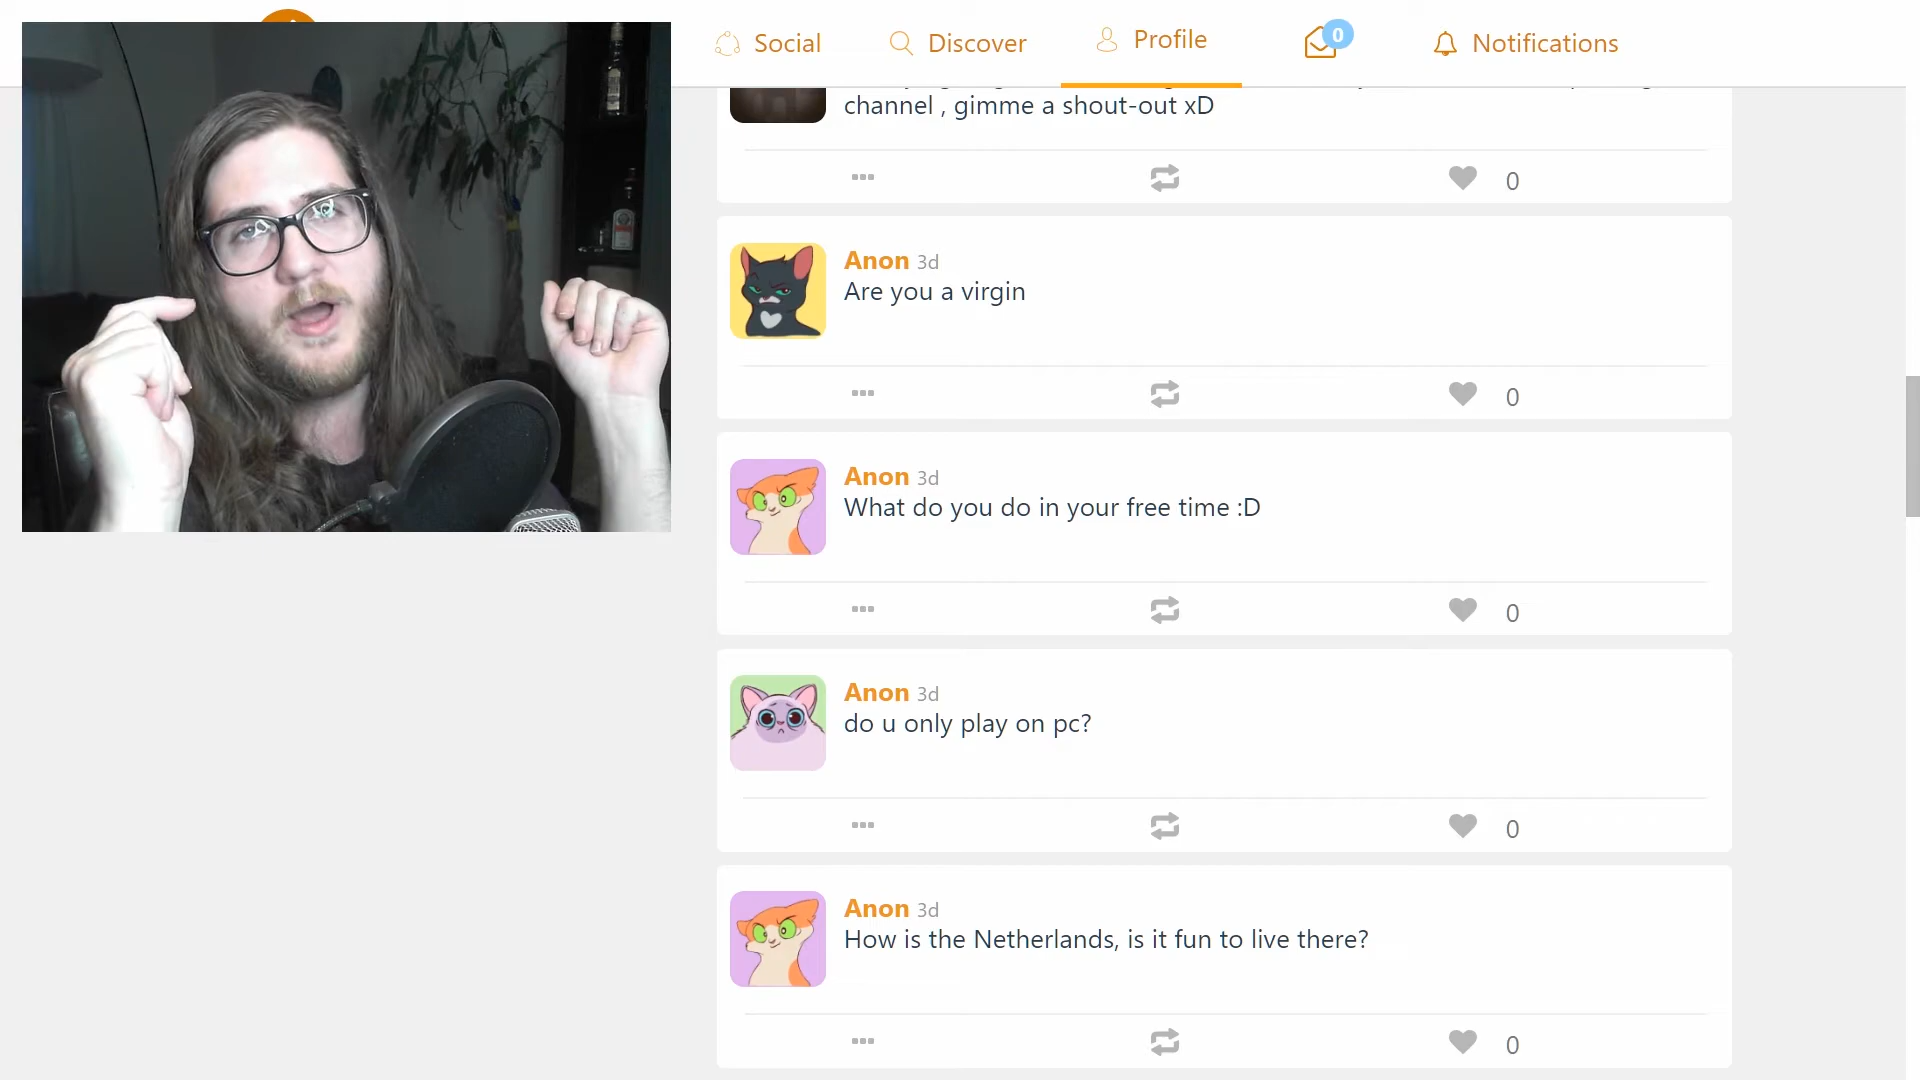 Social
Discover
Profile
0
Notifications
channel , gimme a shout-out xD
0
Anon 3d
Are you a virgin
0
Anon 3d
What do you do in your free time :D
0
Anon 3d
do u only play on pc?
0
Anon 3d
How is the Netherlands, is it fun to live there?
0